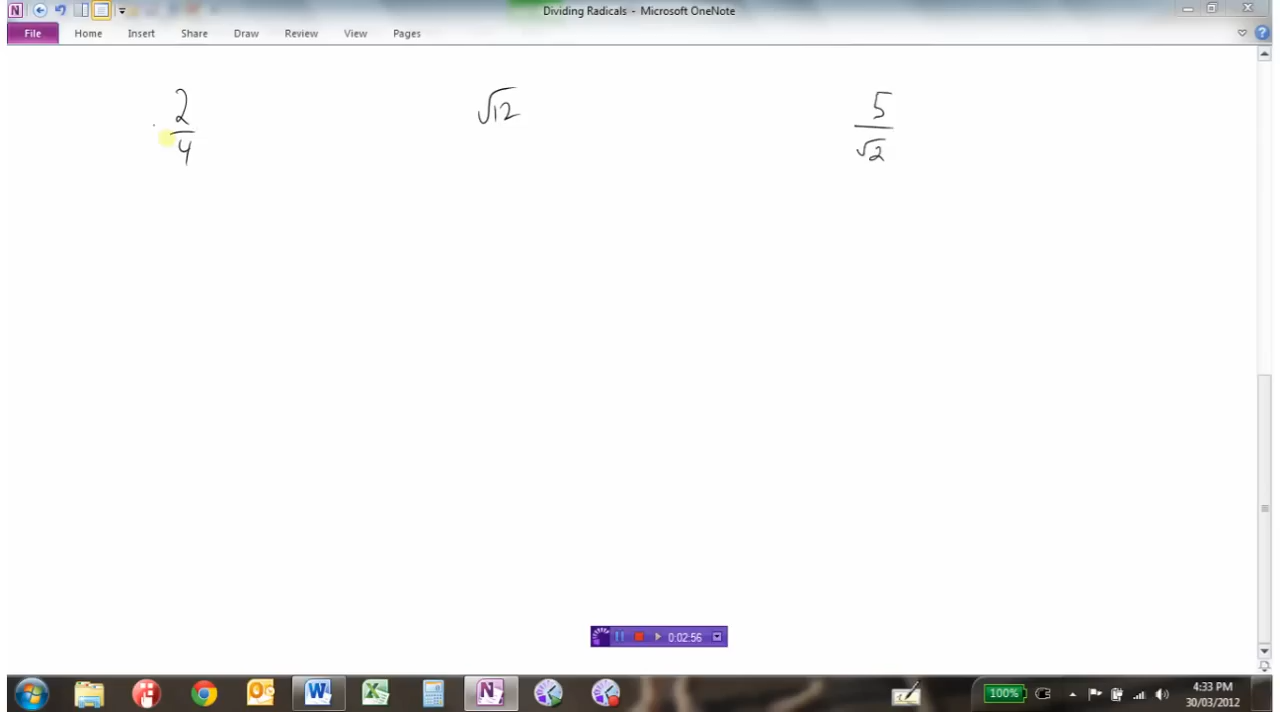 Dividing Radicals - Microsoft OneNote
File Home Insert Share Draw Review View Pages
2
4
√12
5
√2
0:02:56
100%
4:33 PM
30/03/2012